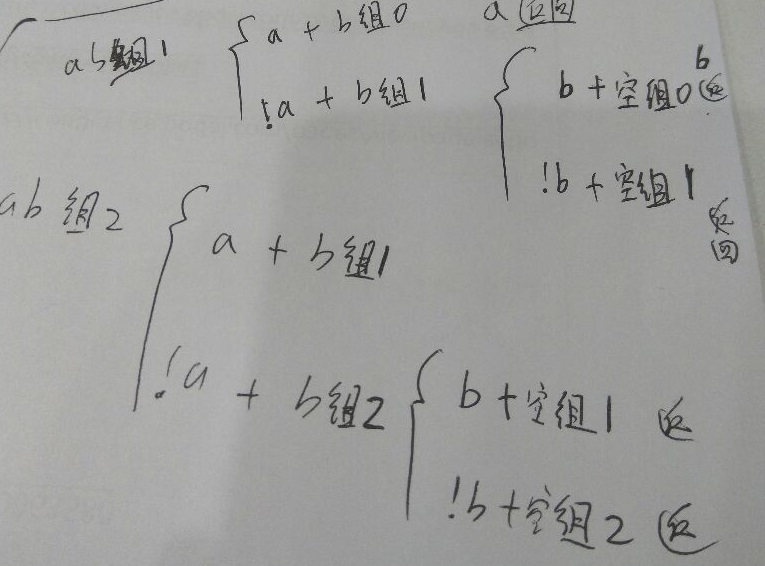 ab组1
a + b组0
a返回
!a + b组1
b + 空组0
b返
!b + 空组1
返回
ab组2
a + b组1
!a + b组2
b + 空组1 返
!b + 空组2 返